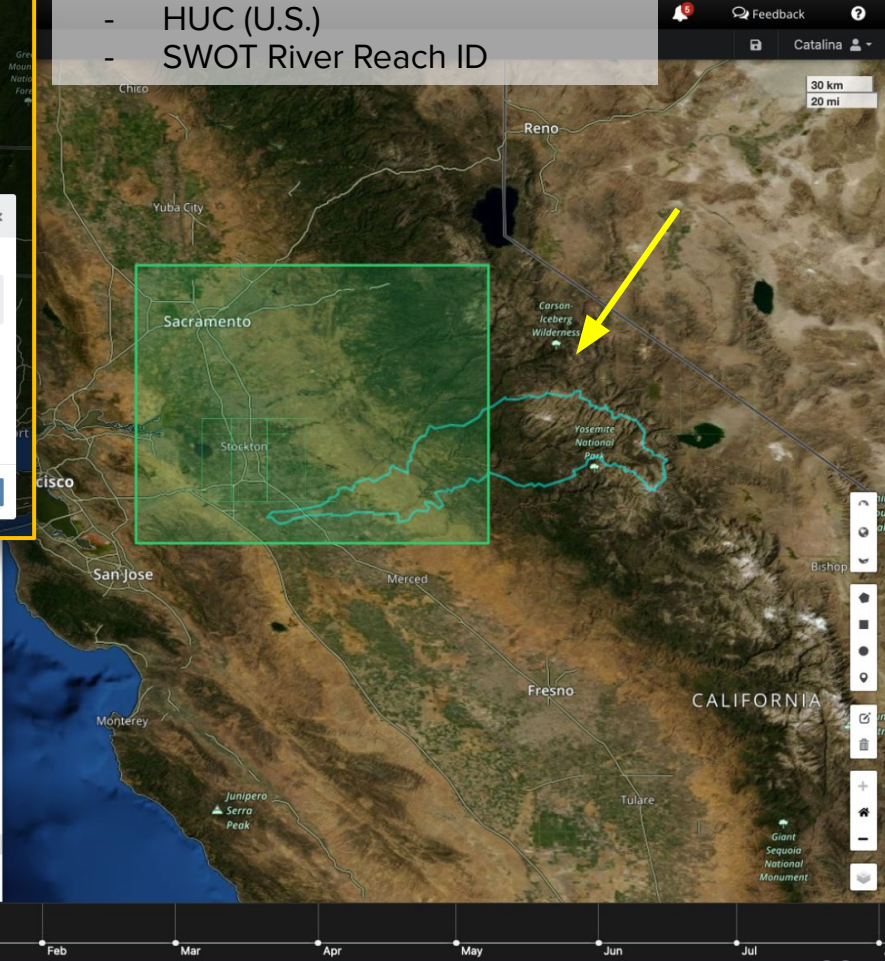 - HUC (U.S.)
- SWOT River Reach ID
5
Feedback
?
Catalina
30 km
20 mi
Chico
Reno
Yuba City
Sacramento
Carson-
Iceberg
Wilderness
Stockton
Yosemite
National
Park
cisco
San Jose
Merced
Bishop
Fresno
CALIFORNIA
Monterey
Junipero
Serra
Peak
Tulare
Giant
Sequoia
National
Monument
Feb
Mar
Apr
May
Jun
Jul